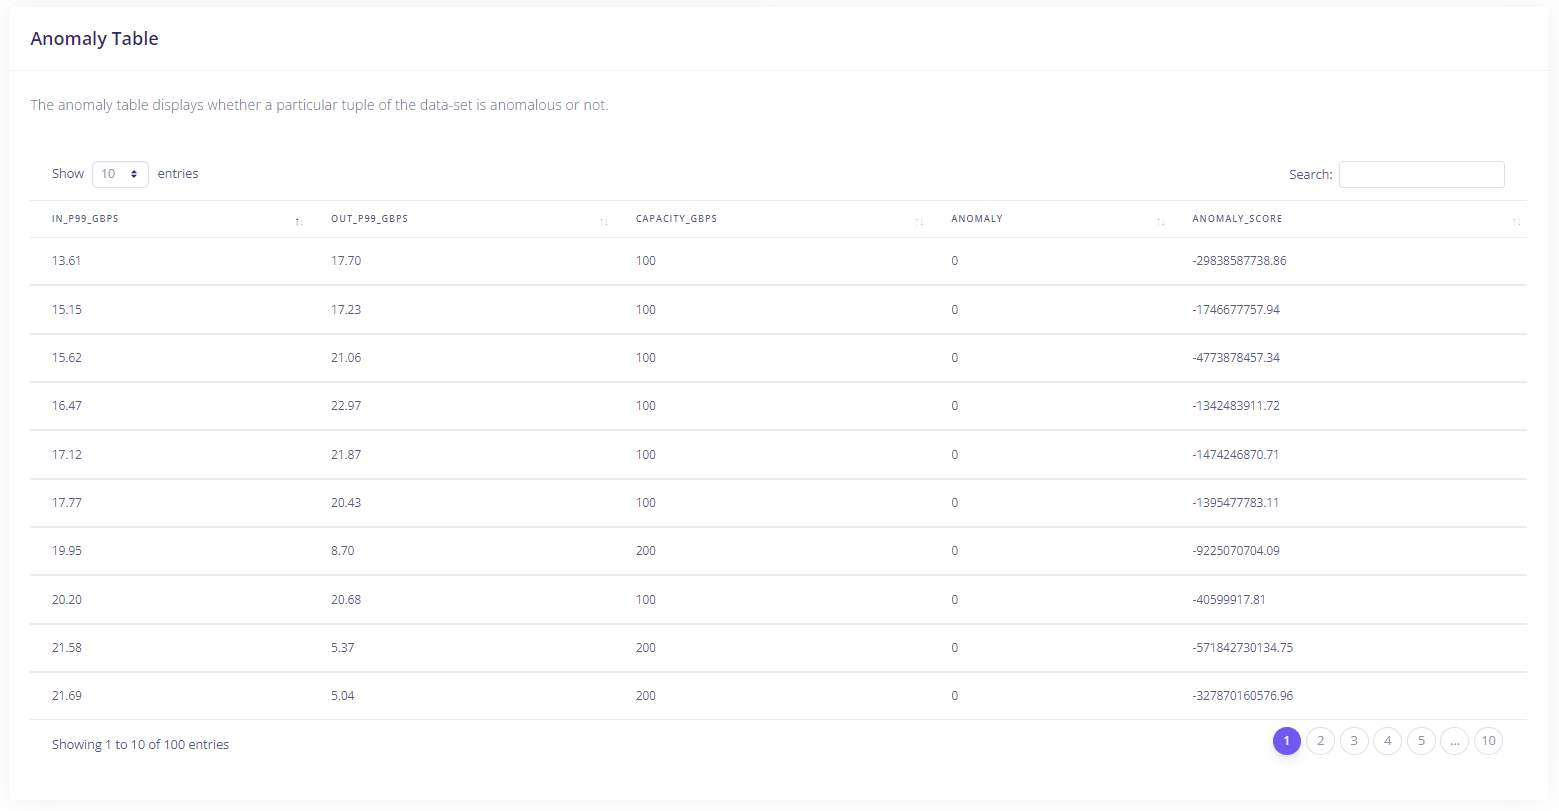 Anomaly Table
The anomaly table displays whether a particular tuple of the data-set is anomalous or not.
Show 10 entries Search:
IN_P99_GBPS OUT_P99_GBPS CAPACITY_GBPS ANOMALY ANOMALY_SCORE
13.61 17.70 100 0 -29838587738.86
15.15 17.23 100 0 -1746677757.94
15.62 21.06 100 0 -4773878457.34
16.47 22.97 100 0 -1342483911.72
17.12 21.87 100 0 -1474246870.71
17.77 20.43 100 0 -1395477783.11
19.95 8.70 200 0 -9225070704.09
20.20 20.68 100 0 -40599917.81
21.58 5.37 200 0 -571842730134.75
21.69 5.04 200 0 -327870160576.96
Showing 1 to 10 of 100 entries 1 2 3 4 5 ... 10